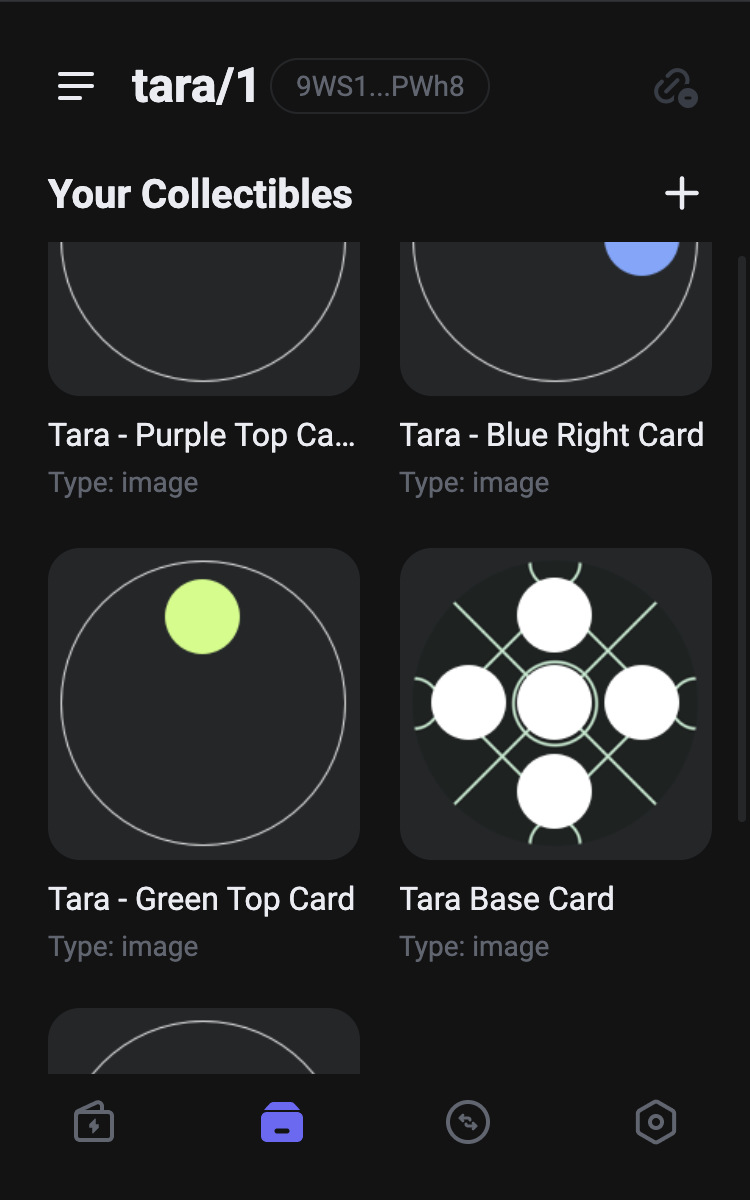 tara/1 9WS1...PWh8
Your Collectibles
Tara - Purple Top Ca... Tara - Blue Right Card
Type: image Type: image
Tara - Green Top Card Tara Base Card
Type: image Type: image